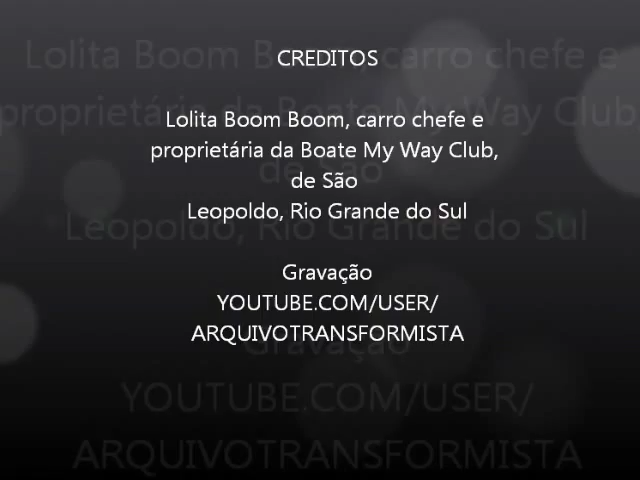 CREDITOS
Lolita Boom Boom, carro chefe e
proprietária da Boate My Way Club,
de São
Leopoldo, Rio Grande do Sul
Gravação
YOUTUBE.COM/USER/
ARQUIVOTRANSFORMISTA